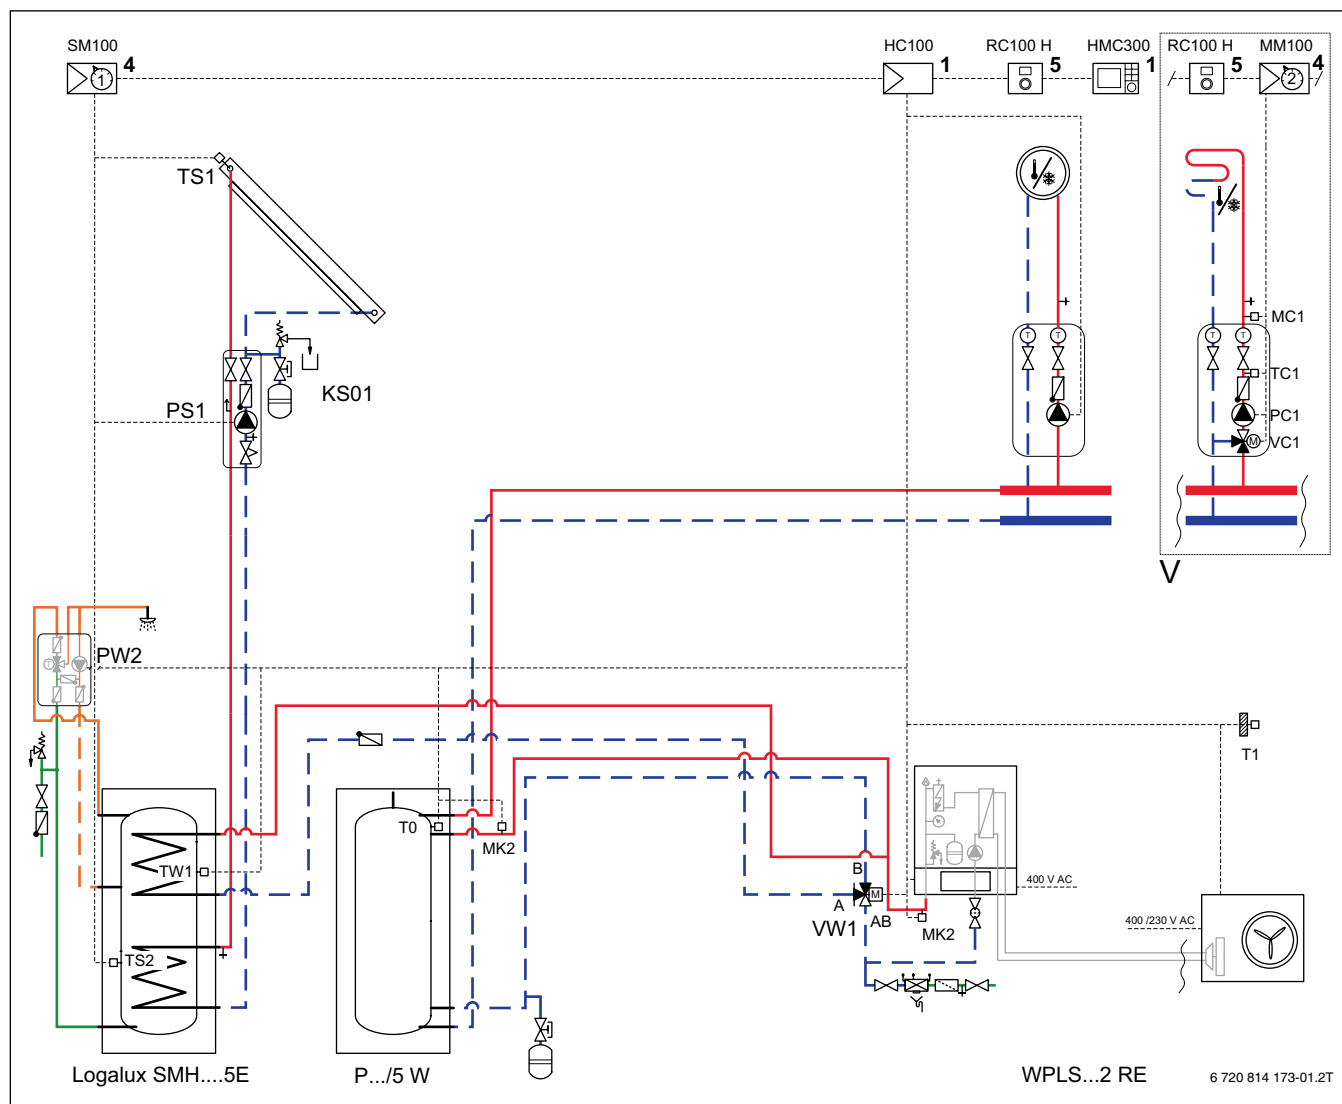 SM100
4
1
HC100
1
RC100 H
5
HMC300
1
RC100 H
5
MM100
2
4
TS1
KS01
PS1
T
T
T
T
MC1
TC1
PC1
M
VC1
V
PW2
T
T1
T0
MK2
TW1
TS2
B
A
M
AB
VW1
MK2
400 V AC
400 /230 V AC
Logalux SMH....5E
P.../5 W
WPLS...2 RE
6 720 814 173-01.2T